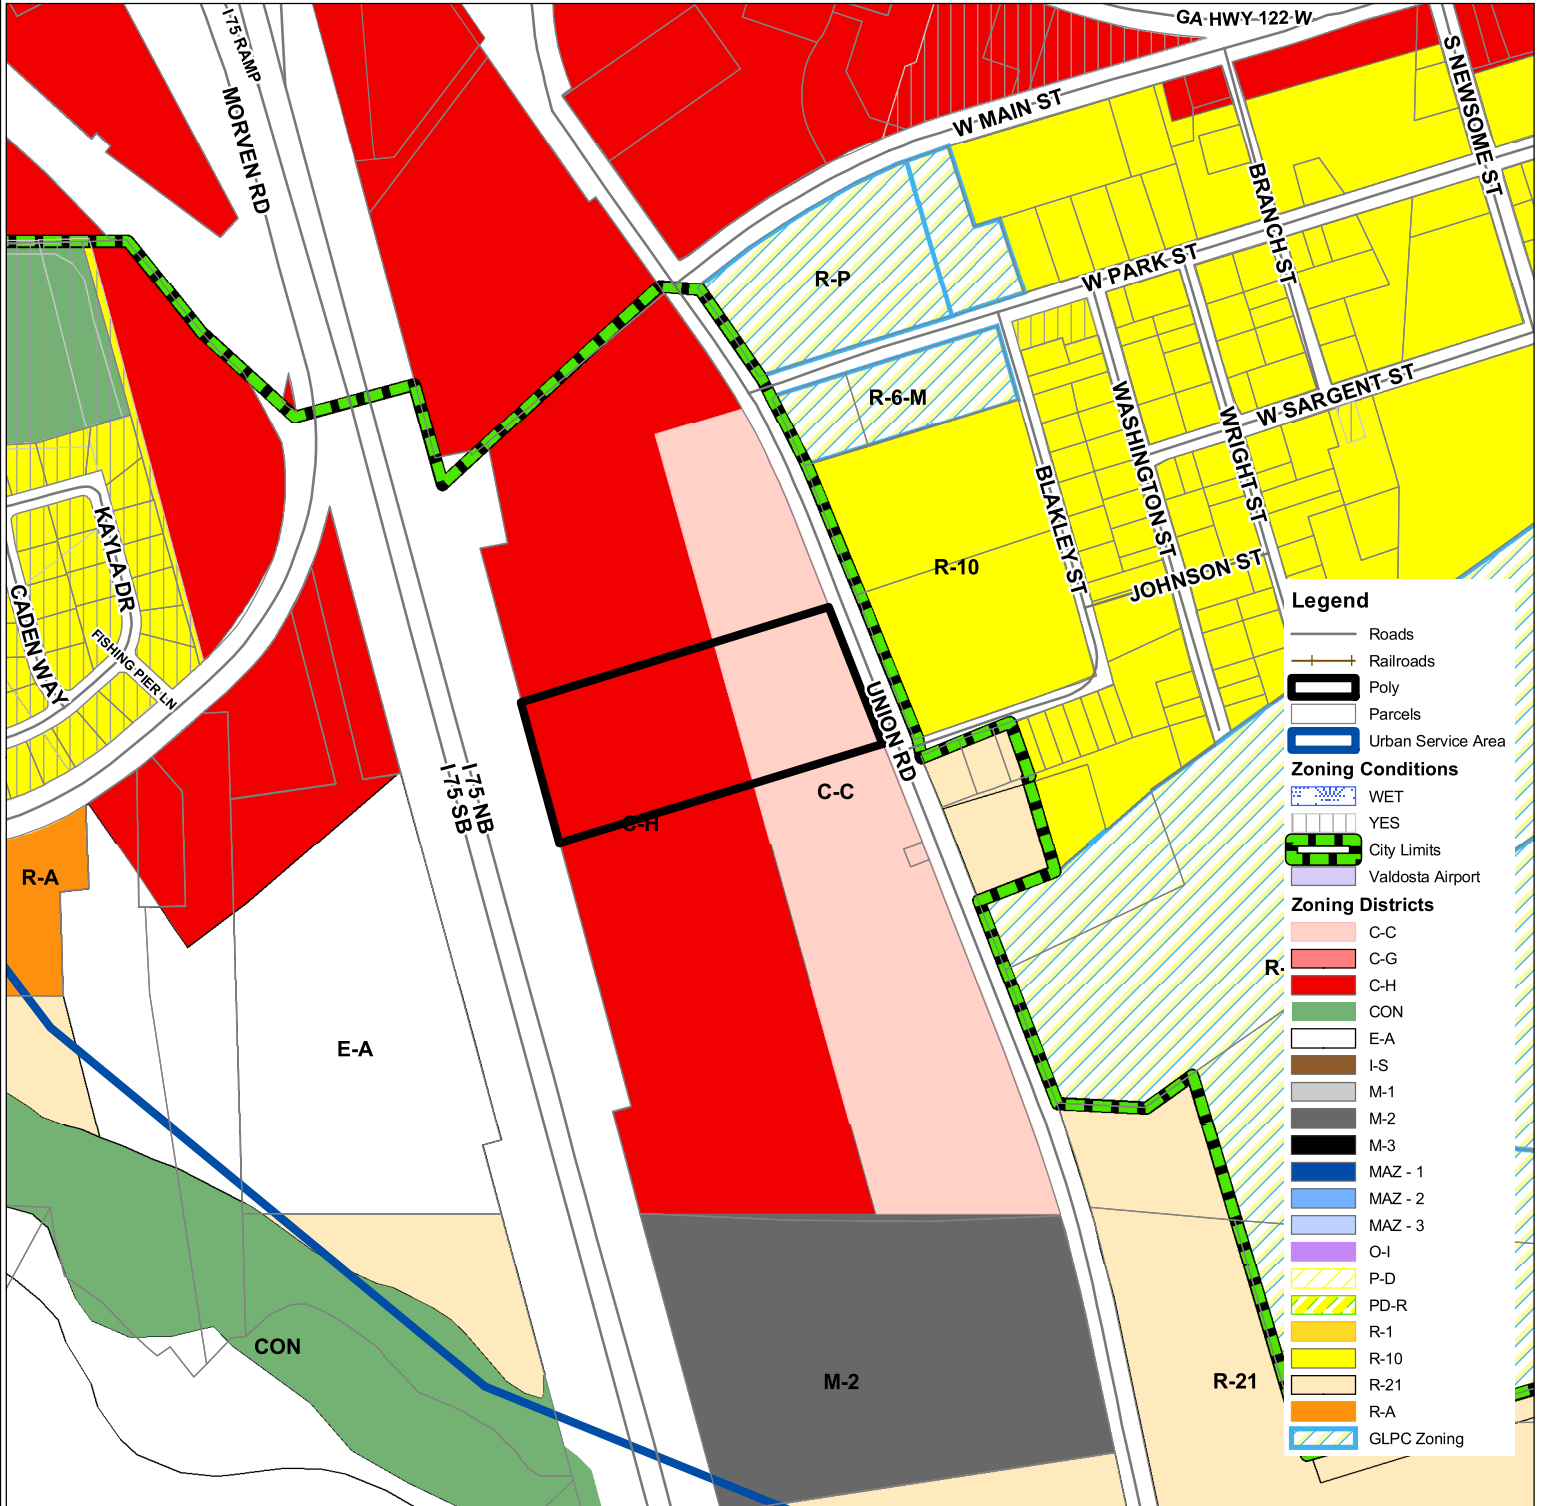 GA HWY 122 W
I-75 RAMP
MORVEN RD
W MAIN ST
S NEWSOME ST
BRANCH ST
W PARK ST
R-P
R-6-M
W SARGENT ST
WASHINGTON ST
WRIGHT ST
BLAKLEY ST
JOHNSON ST
R-10
KAYLA DR
CADEN WAY
FISHING PIER LN
UNION RD
I-75 SB
I-75 NB
C-C
C-H
R-A
E-A
R-
CON
M-2
R-21
Legend
Roads
Railroads
Poly
Parcels
Urban Service Area
Zoning Conditions
WET
YES
City Limits
Valdosta Airport
Zoning Districts
C-C
C-G
C-H
CON
E-A
I-S
M-1
M-2
M-3
MAZ - 1
MAZ - 2
MAZ - 3
O-I
P-D
PD-R
R-1
R-10
R-21
R-A
GLPC Zoning